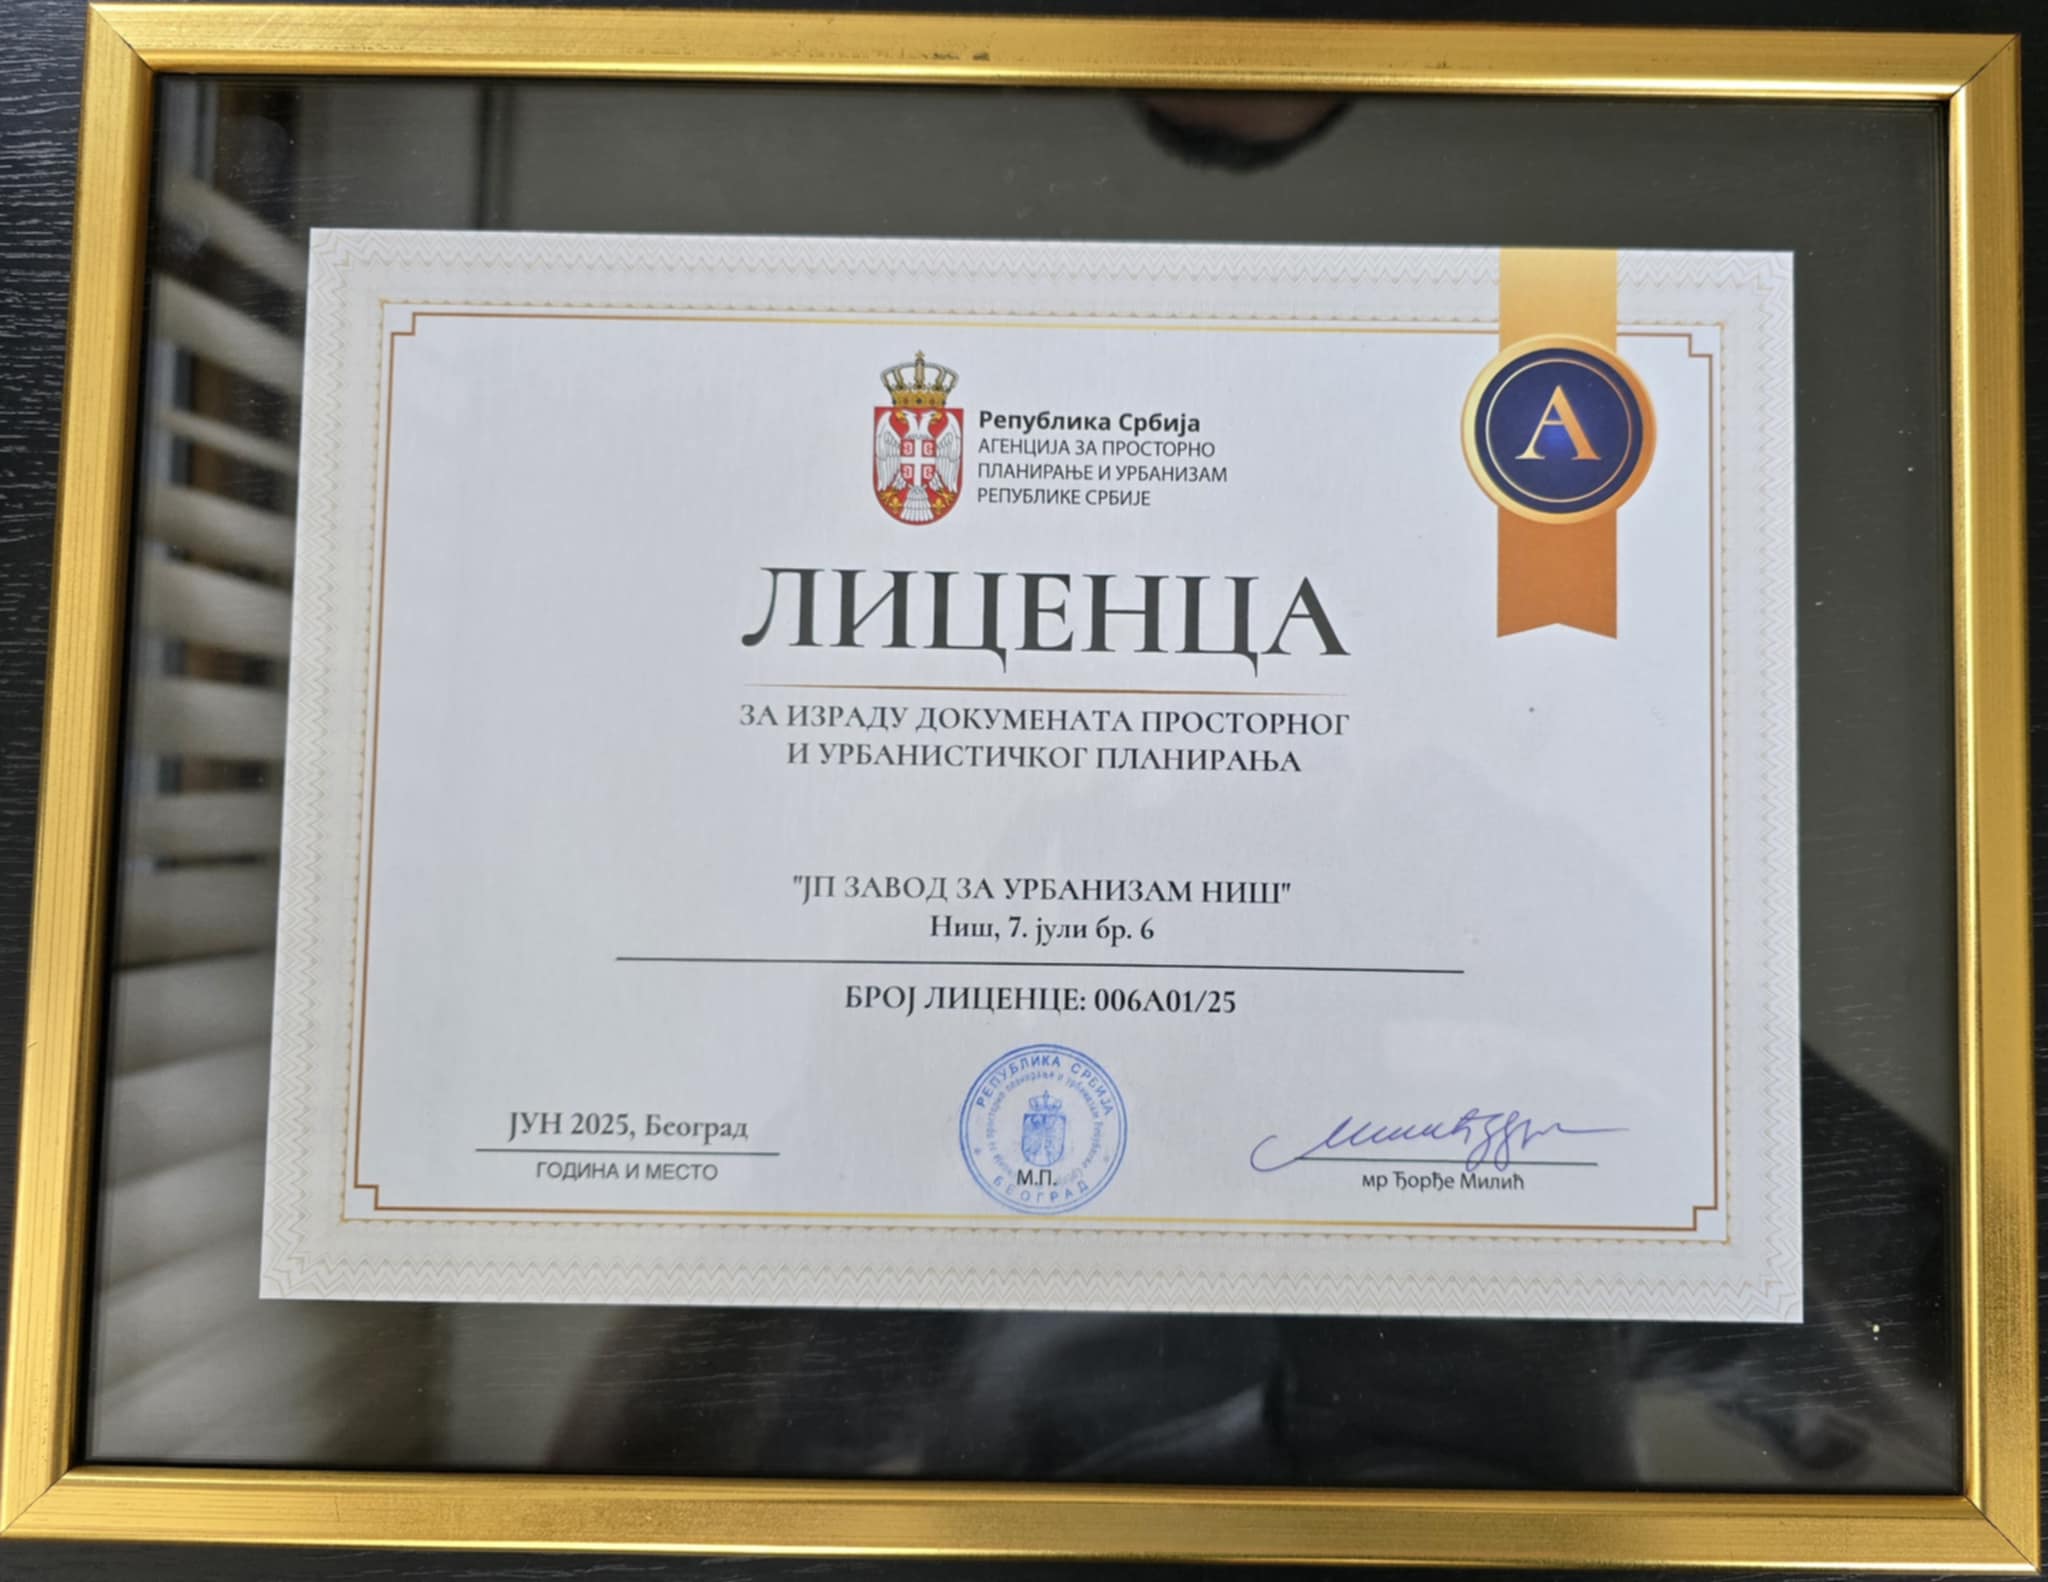 Република Србија
АГЕНЦИЈА ЗА ПРОСТОРНО
ПЛАНИРАЊЕ И УРБАНИЗАМ
РЕПУБЛИКЕ СРБИЈЕ
A
ЛИЦЕНЦА
ЗА ИЗРАДУ ДОКУМЕНАТА ПРОСТОРНОГ
И УРБАНИСТИЧКОГ ПЛАНИРАЊА
"ЈП ЗАВОД ЗА УРБАНИЗАМ НИШ"
Ниш, 7. јули бр. 6
БРОЈ ЛИЦЕНЦЕ: 006A01/25
ЈУН 2025, Београд
ГОДИНА И МЕСТО
РЕПУБЛИКА СРБИЈА
БЕОГРАД
М.П.
мр Ђорђе Милић